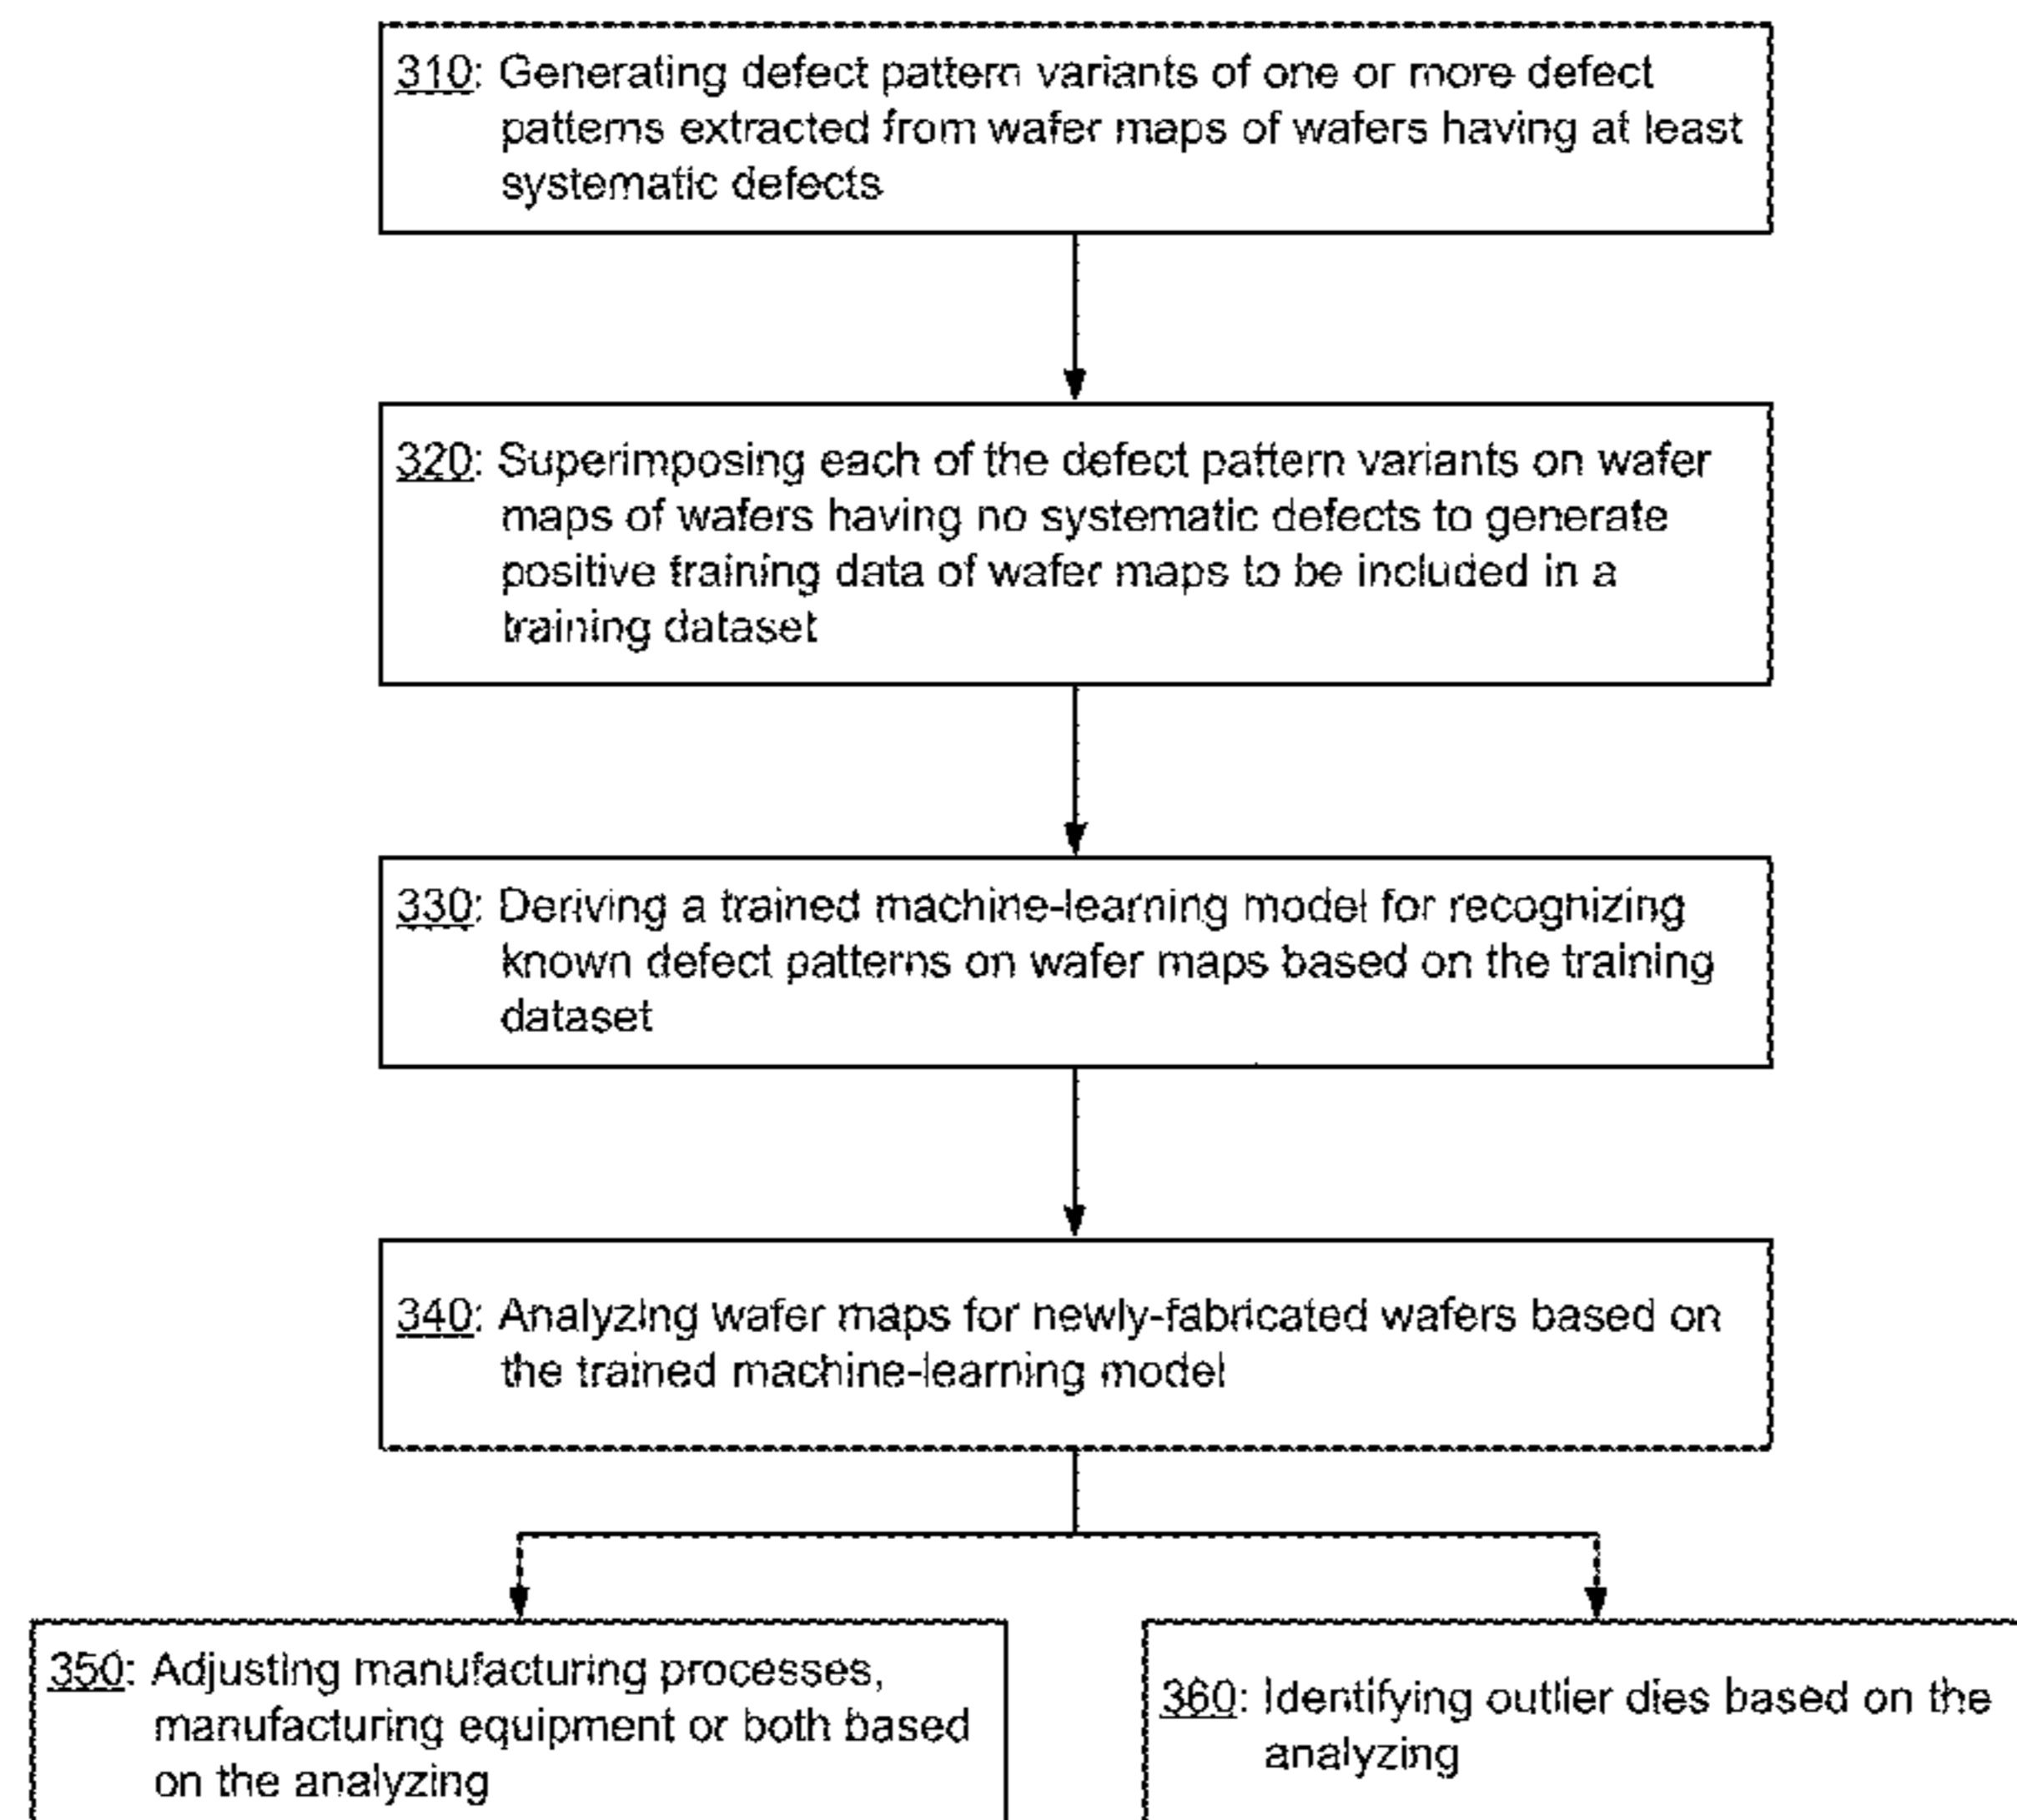 310: Generating defect pattern variants of one or more defect
patterns extracted from wafer maps of wafers having at least
systematic defects
320: Superimposing each of the defect pattern variants on wafer
maps of wafers having no systematic defects to generate
positive training data of wafer maps to be included in a
training dataset
330: Deriving a trained machine-learning model for recognizing
known defect patterns on wafer maps based on the training
dataset
340: Analyzing wafer maps for newly-fabricated wafers based on
the trained machine-learning model
350: Adjusting manufacturing processes,
manufacturing equipment or both based
on the analyzing
360: Identifying outlier dies based on the
analyzing